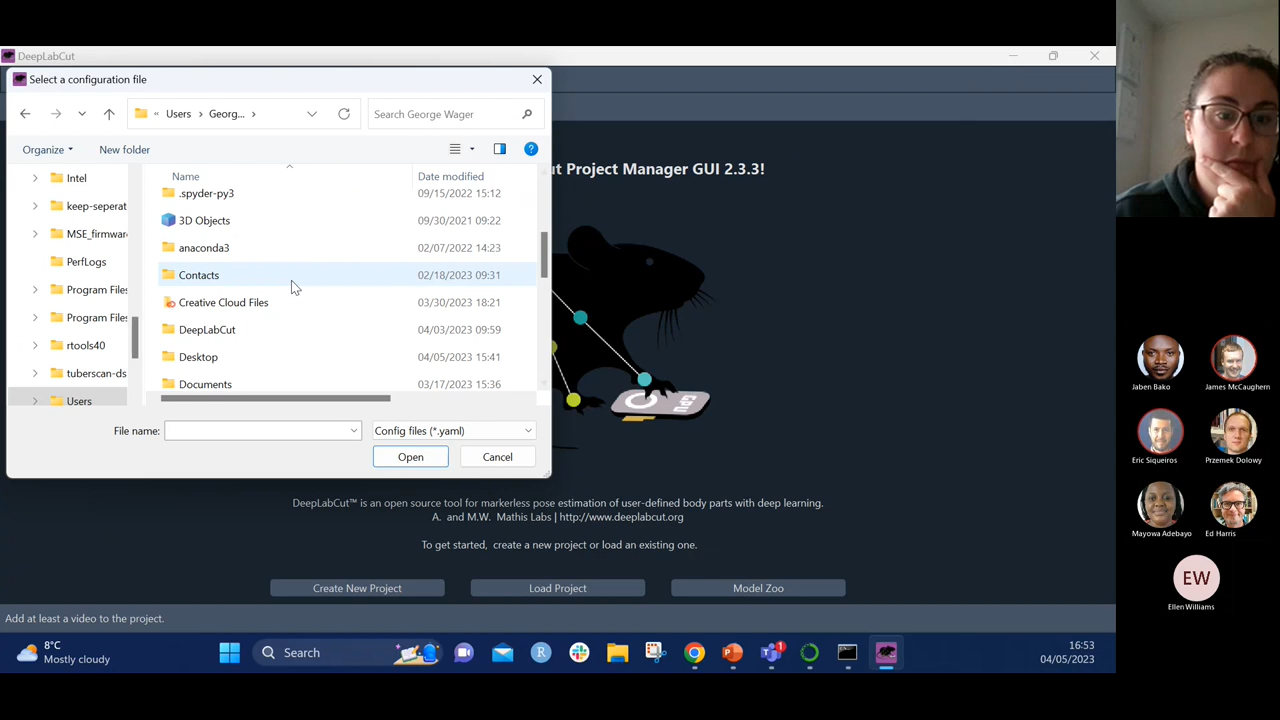 DeepLabCut
Select a configuration file
« Users > Georg... >
Search George Wager
Organize
New folder
Intel
keep-seperat
MSE_firmwar
PerfLogs
Program Files
Program Files
rtools40
tuberscan-ds
Users
Name Date modified
.spyder-py3 09/15/2022 15:12
3D Objects 09/30/2021 09:22
anaconda3 02/07/2022 14:23
Contacts 02/18/2023 09:31
Creative Cloud Files 03/30/2023 18:21
DeepLabCut 04/03/2023 09:59
Desktop 04/05/2023 15:41
Documents 03/17/2023 15:36
File name:
Config files (*.yaml)
Open
Cancel
ut Project Manager GUI 2.3.3!
GPU
DeepLabCut™ is an open source tool for markerless pose estimation of user-defined body parts with deep learning.
A. and M.W. Mathis Labs | http://www.deeplabcut.org
To get started, create a new project or load an existing one.
Create New Project
Load Project
Model Zoo
Add at least a video to the project.
8°C
Mostly cloudy
Search
1
16:53
04/05/2023
Jaben Bako
James McCaughern
Eric Siqueiros
Przemek Dolowy
Mayowa Adebayo
Ed Harris
EW
Ellen Williams